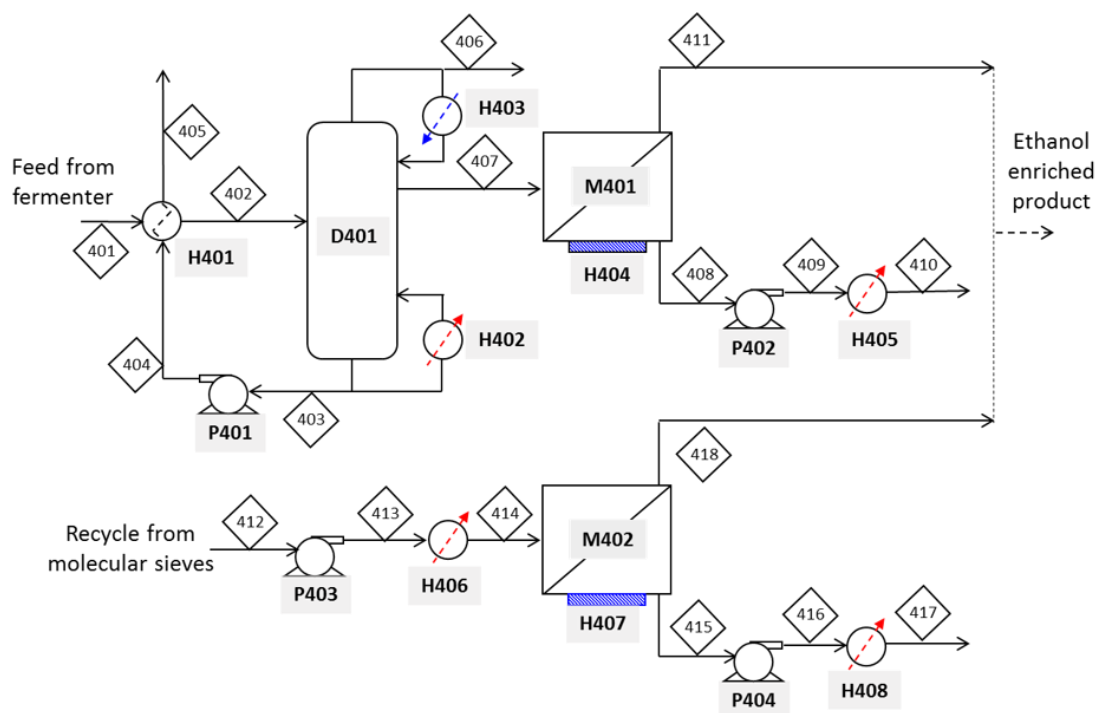 406
411
H403
405
407
Feed from
fermenter
402
M401
Ethanol
enriched
product
401
H401
D401
H404
408
409
410
H402
404
P402
H405
403
P401
418
412
413
414
M402
Recycle from
molecular sieves
P403
H406
H407
415
416
417
P404
H408